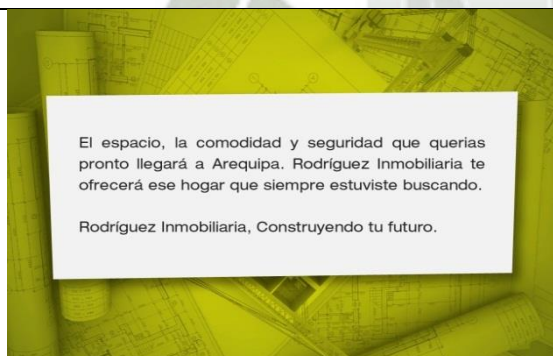 El espacio, la comodidad y seguridad que querias
pronto llegará a Arequipa. Rodríguez Inmobiliaria te
ofrecerá ese hogar que siempre estuviste buscando.
Rodríguez Inmobiliaria, Construyendo tu futuro.